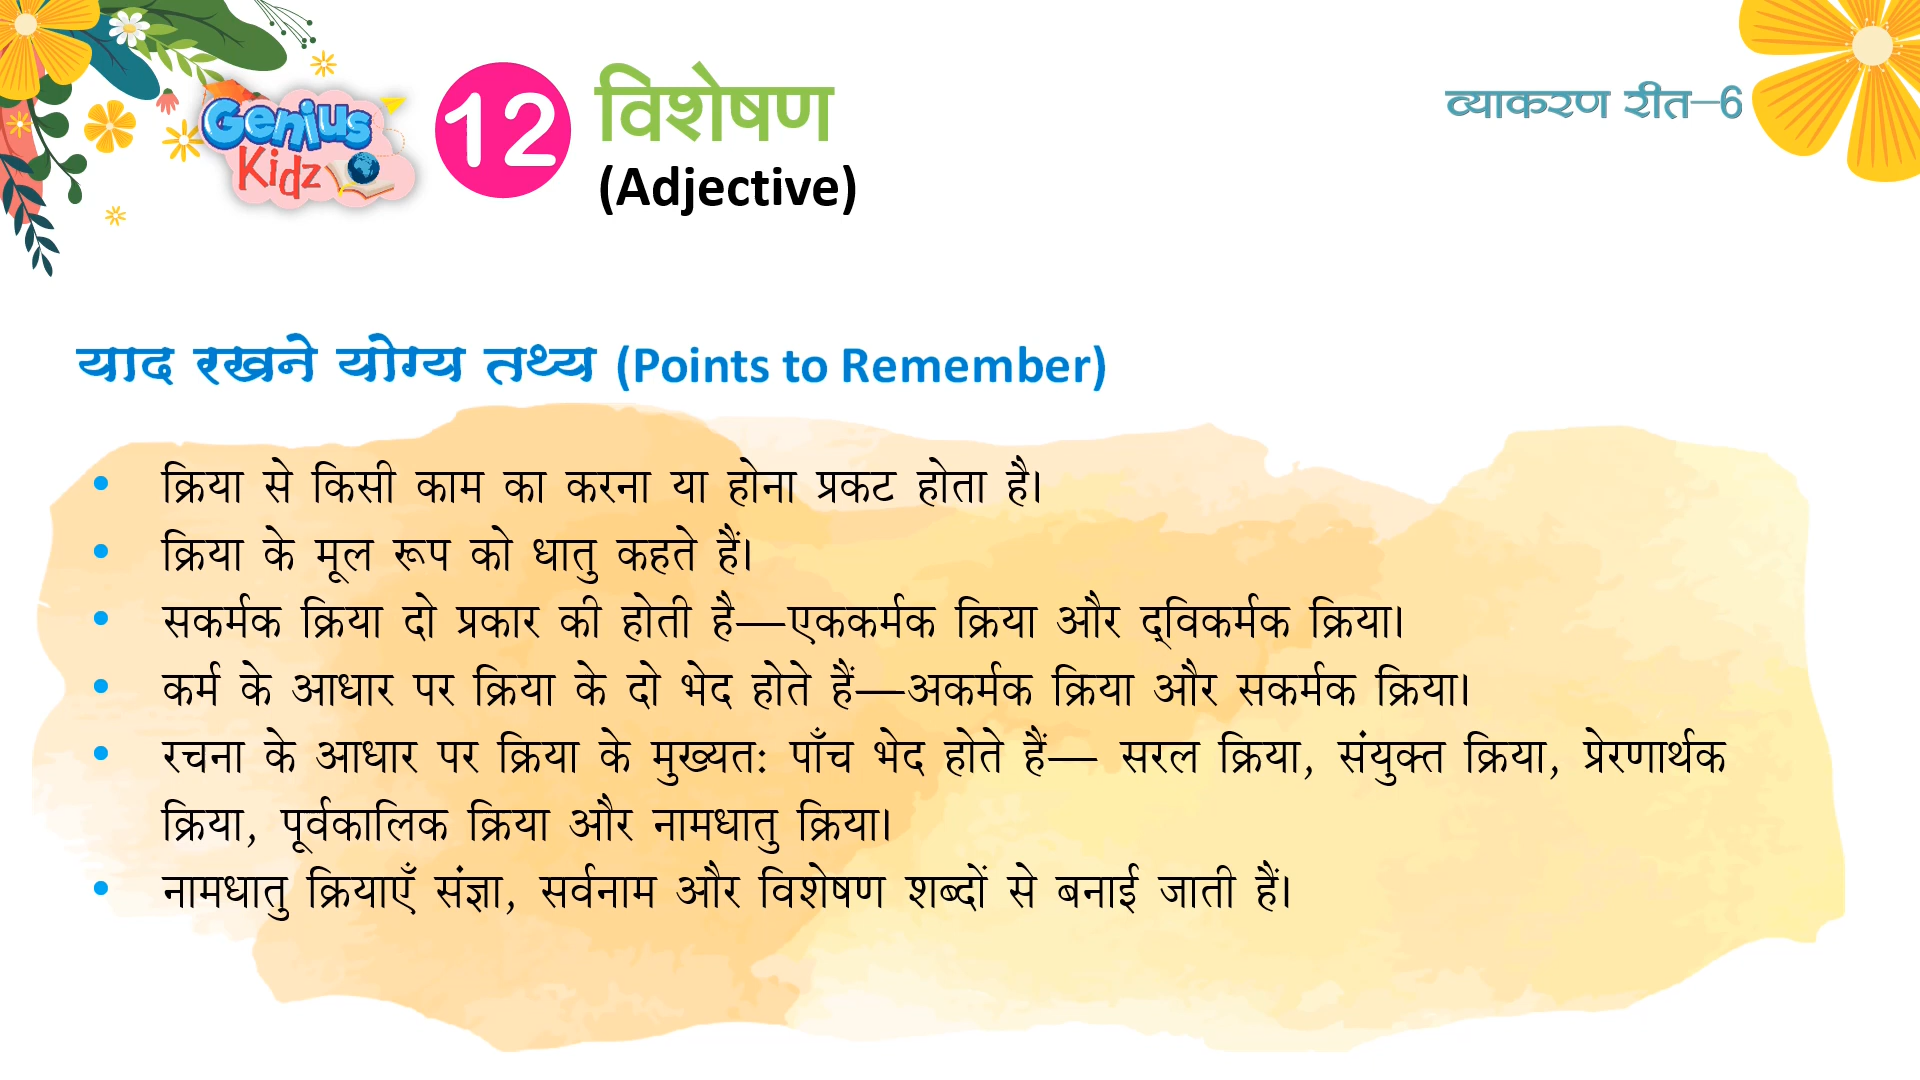 Genius
Kidz
12
विशेषण
(Adjective)
व्याकरण रीत–6
याद रखने योग्य तथ्य (Points to Remember)
• क्रिया से किसी काम का करना या होना प्रकट होता है।
• क्रिया के मूल रूप को धातु कहते हैं।
• सकर्मक क्रिया दो प्रकार की होती है—एककर्मक क्रिया और द्‌विकर्मक क्रिया।
• कर्म के आधार पर क्रिया के दो भेद होते हैं—अकर्मक क्रिया और सकर्मक क्रिया।
• रचना के आधार पर क्रिया के मुख्यतः पाँच भेद होते हैं— सरल क्रिया, संयुक्त क्रिया, प्रेरणार्थक
क्रिया, पूर्वकालिक क्रिया और नामधातु क्रिया।
• नामधातु क्रियाएँ संज्ञा, सर्वनाम और विशेषण शब्दों से बनाई जाती हैं।